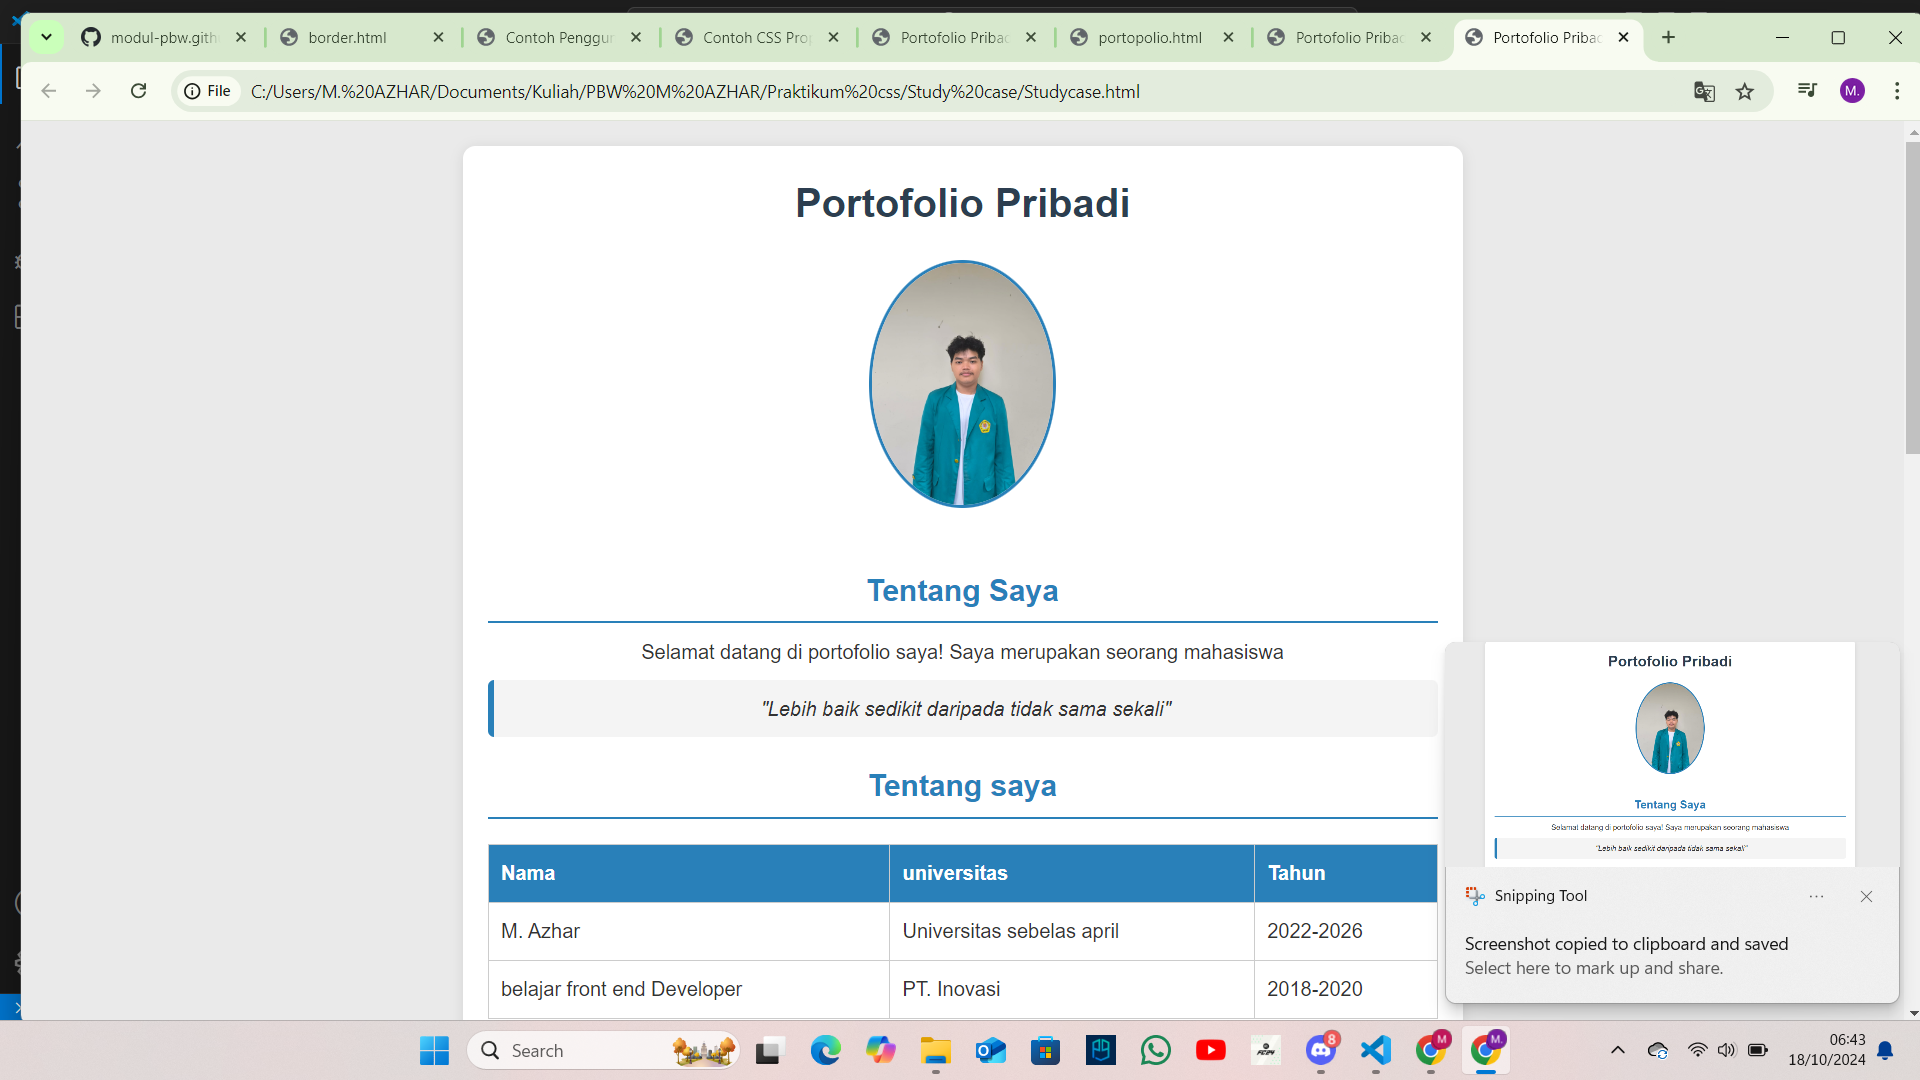 modul-pbw.gith
border.html
Contoh Penggun
Contoh CSS Prop
Portofolio Pribad
portopolio.html
Portofolio Pribad
Portofolio Pribad
File
C:/Users/M.%20AZHAR/Documents/Kuliah/PBW%20M%20AZHAR/Praktikum%20css/Study%20case/Studycase.html
M.
Portofolio Pribadi
Tentang Saya
Selamat datang di portofolio saya! Saya merupakan seorang mahasiswa
"Lebih baik sedikit daripada tidak sama sekali"
Tentang saya
Nama universitas Tahun
M. Azhar Universitas sebelas april 2022-2026
belajar front end Developer PT. Inovasi 2018-2020
Portofolio Pribadi
Tentang Saya
Selamat datang di portofolio saya! Saya merupakan seorang mahasiswa
"Lebih baik sedikit daripada tidak sama sekali"
Snipping Tool
Screenshot copied to clipboard and saved
Select here to mark up and share.
Search
FC24
8
M
M.
06:43
18/10/2024